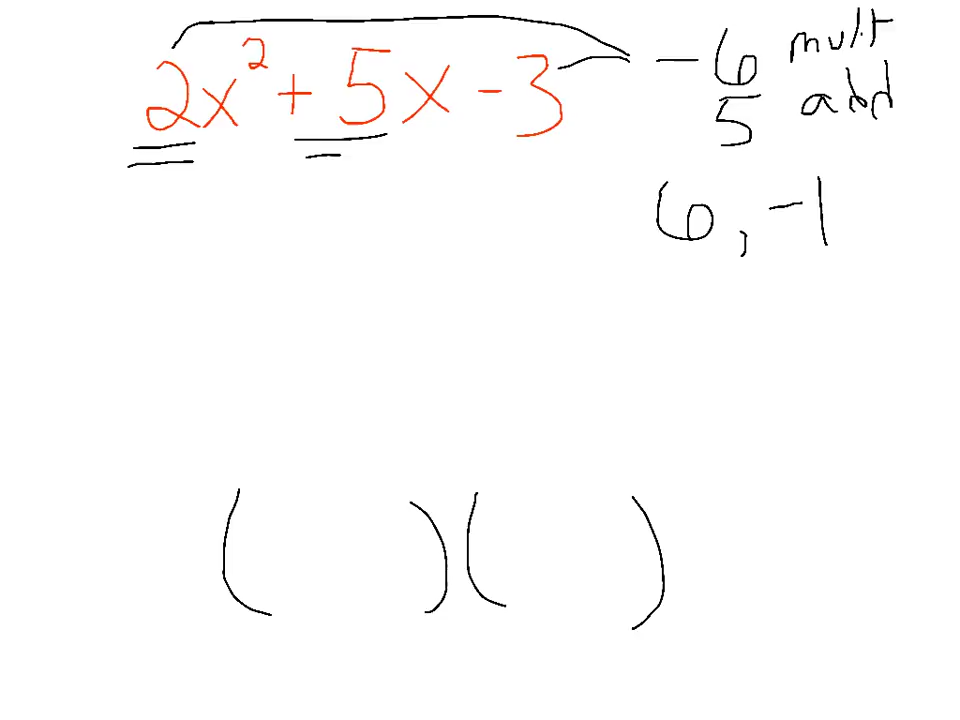 2x² + 5x - 3
-6 mult
5 add
6, -1
(    )(    )